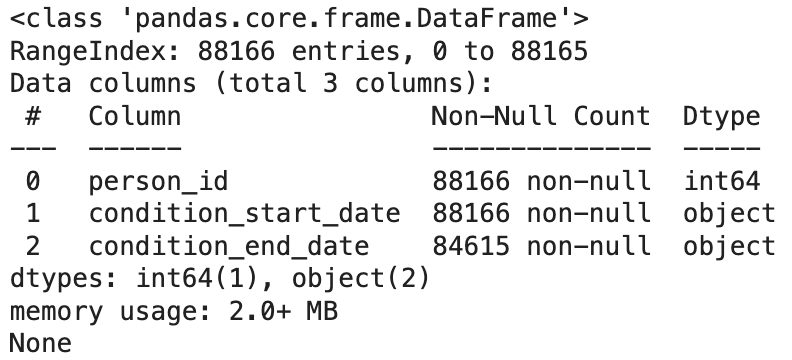 <class 'pandas.core.frame.DataFrame'>
RangeIndex: 88166 entries, 0 to 88165
Data columns (total 3 columns):
 #   Column                Non-Null Count  Dtype
---  ------                --------------  -----
 0   person_id             88166 non-null  int64
 1   condition_start_date  88166 non-null  object
 2   condition_end_date    84615 non-null  object
dtypes: int64(1), object(2)
memory usage: 2.0+ MB
None